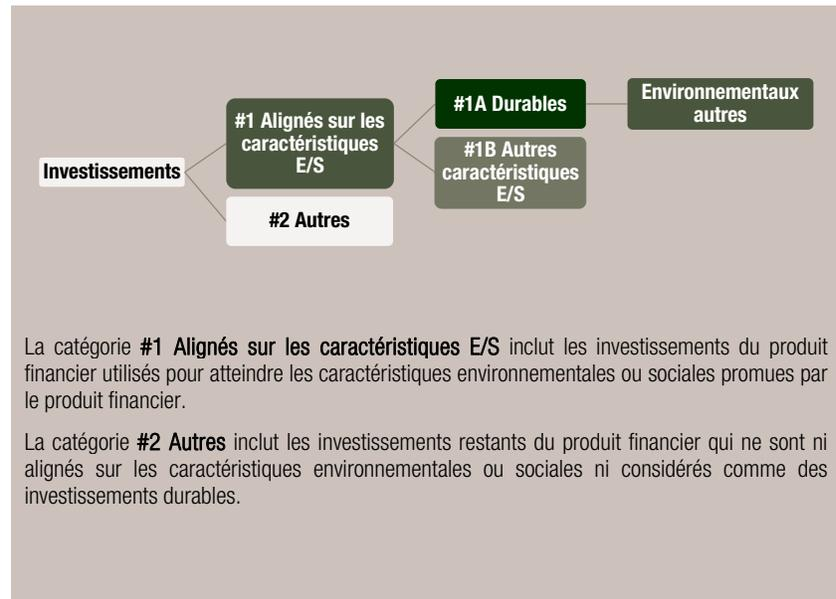 Investissements
#1 Alignés sur les
caractéristiques
E/S
#2 Autres
#1A Durables
#1B Autres
caractéristiques
E/S
Environnementaux
autres
La catégorie #1 Alignés sur les caractéristiques E/S inclut les investissements du produit
financier utilisés pour atteindre les caractéristiques environnementales ou sociales promues par
le produit financier.
La catégorie #2 Autres inclut les investissements restants du produit financier qui ne sont ni
alignés sur les caractéristiques environnementales ou sociales ni considérés comme des
investissements durables.